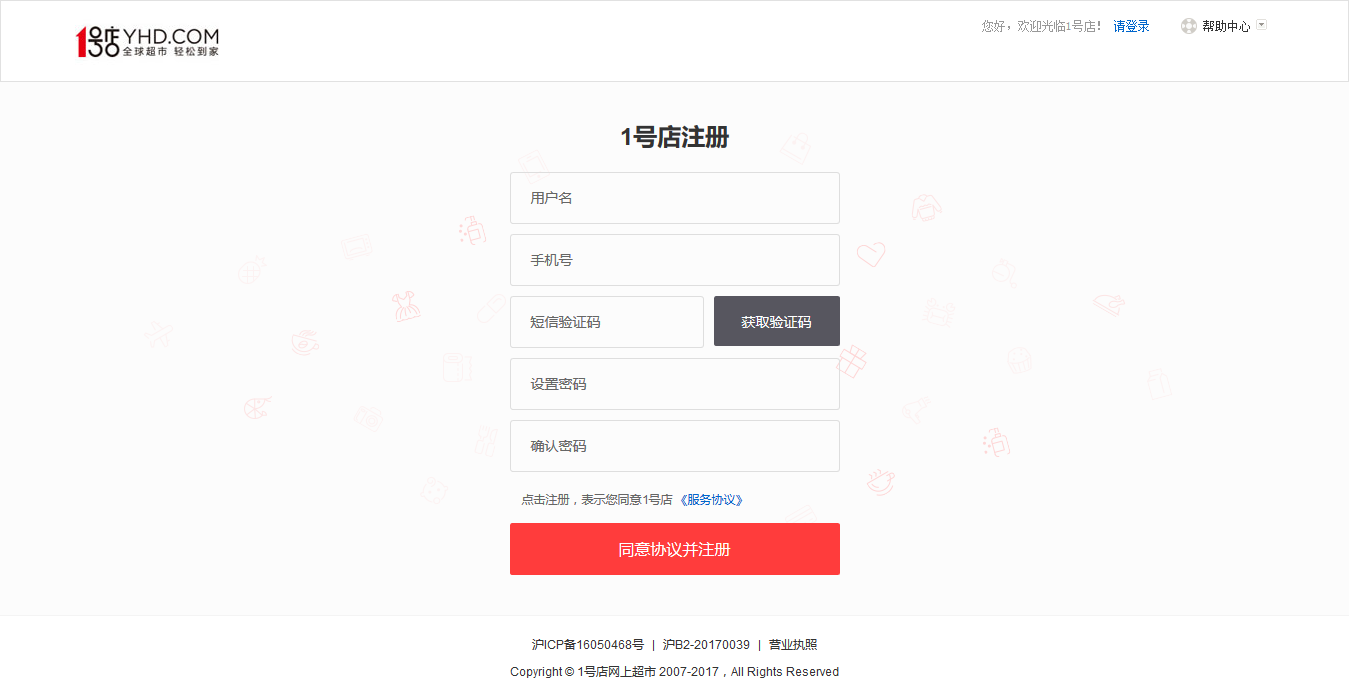 1号店 YHD.COM
全球超市 轻松到家
您好，欢迎光临1号店！ 请登录 帮助中心
1号店注册
用户名
手机号
短信验证码 获取验证码
设置密码
确认密码
点击注册，表示您同意1号店 《服务协议》
同意协议并注册
沪ICP备16050468号 | 沪B2-20170039 | 营业执照
Copyright © 1号店网上超市 2007-2017，All Rights Reserved